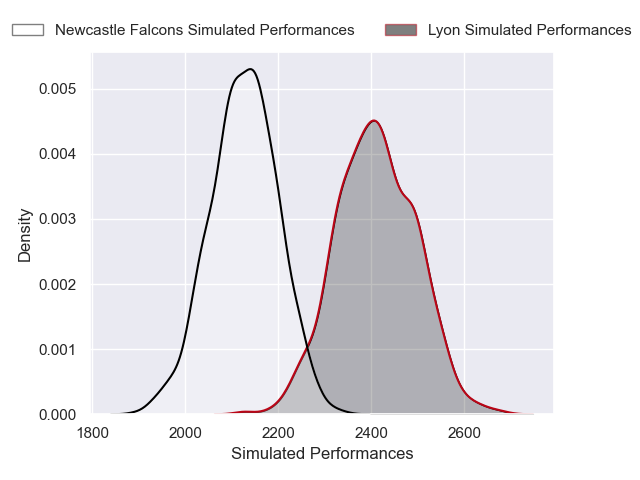 Newcastle Falcons Simulated Performances
Lyon Simulated Performances
0.005
0.004
0.003
0.002
0.001
0.000
Density
1800 2000 2200 2400 2600
Simulated Performances